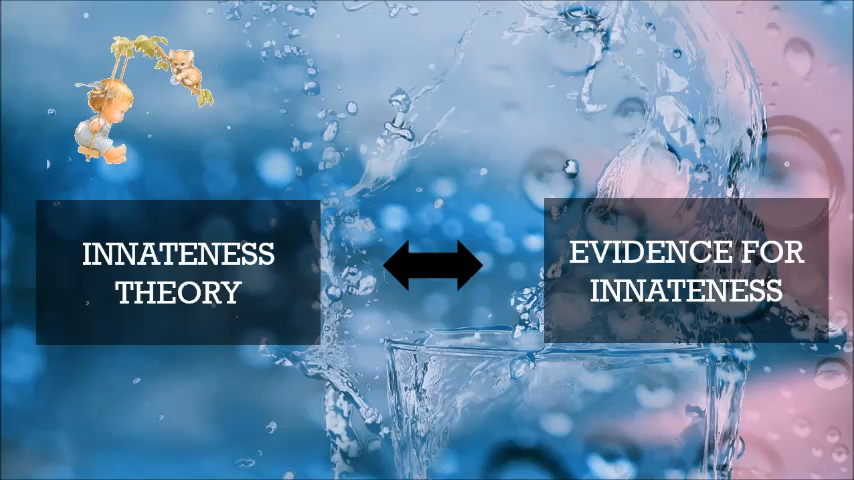 INNATENESS
THEORY
EVIDENCE FOR
INNATENESS